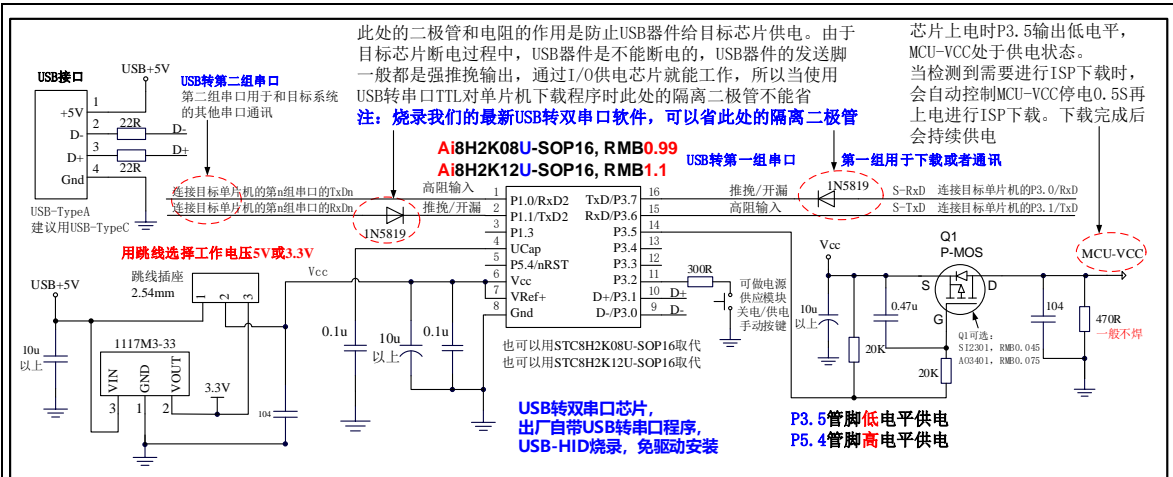 此处的二极管和电阻的作用是防止USB器件给目标芯片供电。由于
目标芯片断电过程中，USB器件是不能断电的，USB器件的发送脚
一般都是强推挽输出，通过I/O供电芯片就能工作，所以当使用
USB转串口TTL对单片机下载程序时此处的隔离二极管不能省
注：烧录我们的最新USB转双串口软件，可以省此处的隔离二极管
芯片上电时P3.5输出低电平，
MCU-VCC处于供电状态。
当检测到需要进行ISP下载时，
会自动控制MCU-VCC停电0.5S再
上电进行ISP下载。下载完成后
会持续供电
USB接口
USB+5V
+5V
D-
D+
Gnd
1
2
3
4
22R
22R
D-
D+
USB-TypeA
建议用USB-TypeC
USB转第二组串口
第二组串口用于和目标系统
的其他串口通讯
连接目标单片机的第n组串口的TxDn
连接目标单片机的第n组串口的RxDn
高阻输入
推挽/开漏
1N5819
Ai8H2K08U-SOP16, RMB0.99
Ai8H2K12U-SOP16, RMB1.1
USB转第一组串口
第一组用于下载或者通讯
1 P1.0/RxD2
2 P1.1/TxD2
3 P1.3
4 UCap
5 P5.4/nRST
6 Vcc
7 VRef+
8 Gnd
TxD/P3.7 16
RxD/P3.6 15
P3.5 14
P3.4 13
P3.3 12
P3.2 11
D+/P3.1 10 D+
D-/P3.0 9 D-
推挽/开漏
高阻输入
1N5819
S-RxD 连接目标单片机的P3.0/RxD
S-TxD 连接目标单片机的P3.1/TxD
300R
可做电源
供应模块
关电/供电
手动按键
也可以用STC8H2K08U-SOP16取代
也可以用STC8H2K12U-SOP16取代
用跳线选择工作电压5V或3.3V
跳线插座
2.54mm
USB+5V
1 2 3
Vcc
10u
以上
1117M3-33
VIN
GND
VOUT
3 1 2
3.3V
104
0.1u
10u
以上
0.1u
USB转双串口芯片，
出厂自带USB转串口程序，
USB-HID烧录，免驱动安装
Vcc
10u
以上
0.47u
20K
20K
Q1
P-MOS
S
D
G
Q1可选：
SI2301, RMB0.045
AO3401, RMB0.075
104
MCU-VCC
470R
一般不焊
P3.5管脚低电平供电
P5.4管脚高电平供电